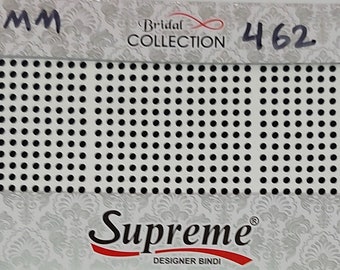 MM
Bridal
COLLECTION
462
Supreme®
DESIGNER BINDI